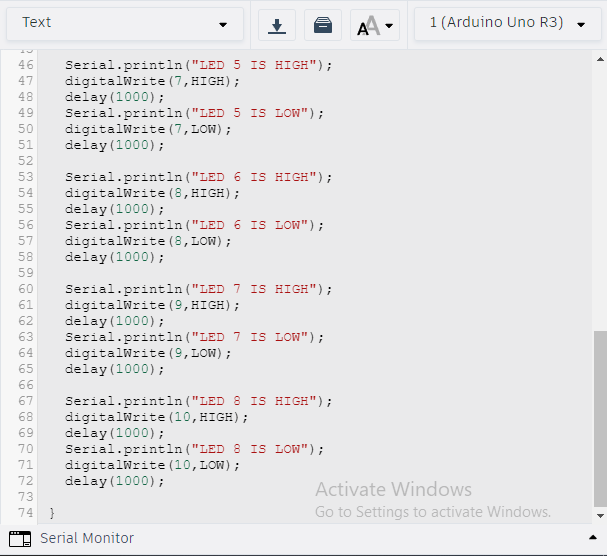 Text
1 (Arduino Uno R3)
46 Serial.println("LED 5 IS HIGH");
47 digitalWrite(7,HIGH);
48 delay(1000);
49 Serial.println("LED 5 IS LOW");
50 digitalWrite(7,LOW);
51 delay(1000);
52
53 Serial.println("LED 6 IS HIGH");
54 digitalWrite(8,HIGH);
55 delay(1000);
56 Serial.println("LED 6 IS LOW");
57 digitalWrite(8,LOW);
58 delay(1000);
59
60 Serial.println("LED 7 IS HIGH");
61 digitalWrite(9,HIGH);
62 delay(1000);
63 Serial.println("LED 7 IS LOW");
64 digitalWrite(9,LOW);
65 delay(1000);
66
67 Serial.println("LED 8 IS HIGH");
68 digitalWrite(10,HIGH);
69 delay(1000);
70 Serial.println("LED 8 IS LOW");
71 digitalWrite(10,LOW);
72 delay(1000);
73
74 }
Activate Windows
Go to Settings to activate Windows.
Serial Monitor